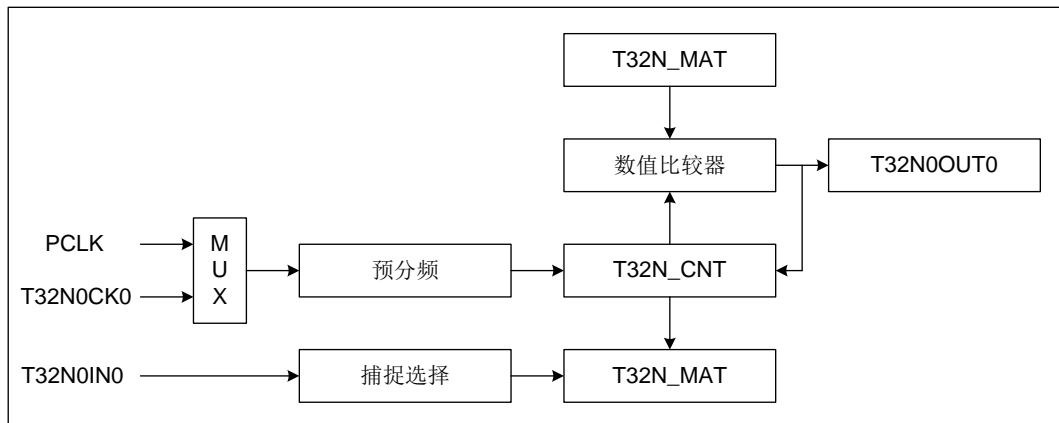 T32N_MAT
数值比较器
T32N0OUT0
PCLK
M
U
X
预分频
T32N_CNT
T32N0CK0
T32N0IN0
捕捉选择
T32N_MAT